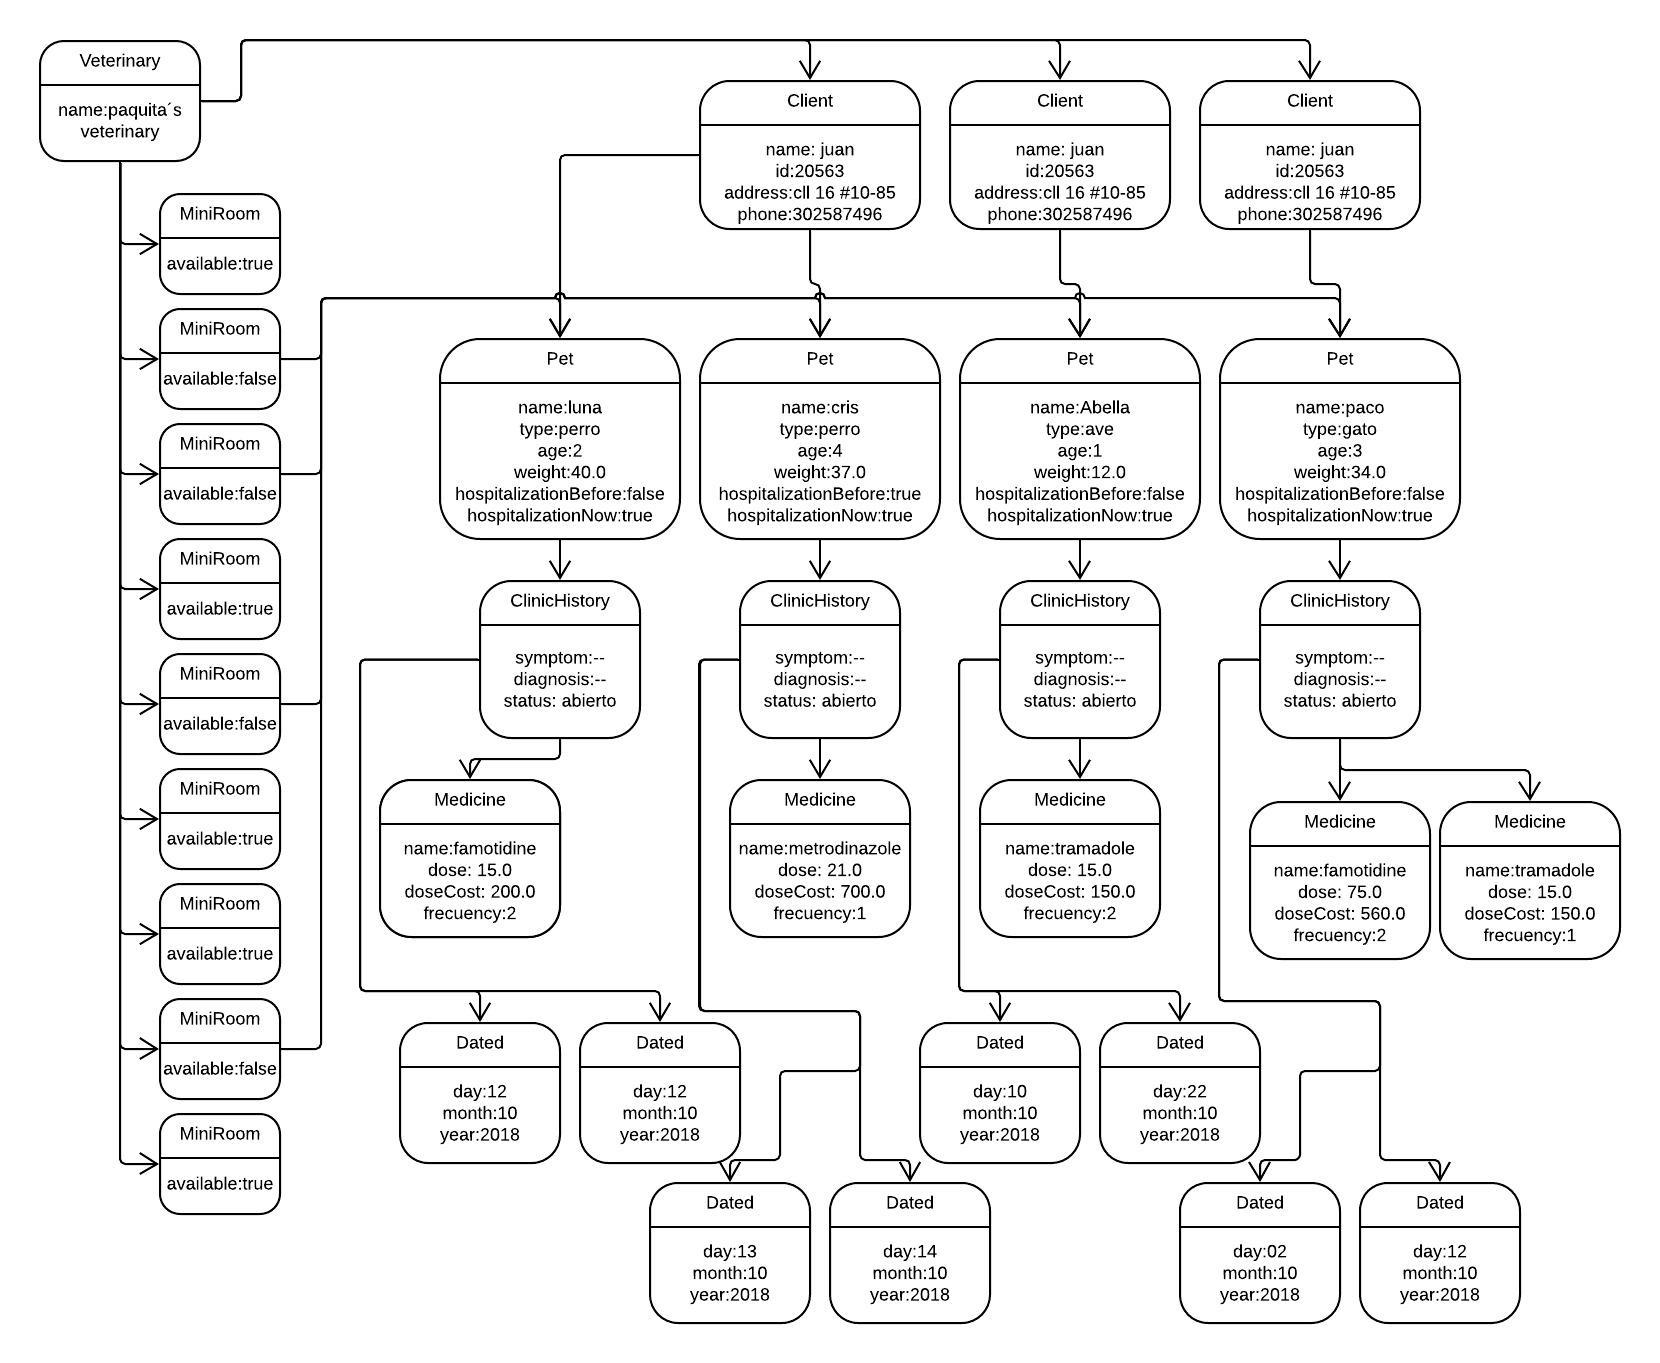 Veterinary
name:paquita´s
veterinary
Client
name: juan
id:20563
address:cll 16 #10-85
phone:302587496
Client
name: juan
id:20563
address:cll 16 #10-85
phone:302587496
Client
name: juan
id:20563
address:cll 16 #10-85
phone:302587496
MiniRoom
available:true
MiniRoom
available:false
MiniRoom
available:false
MiniRoom
available:true
MiniRoom
available:false
MiniRoom
available:true
MiniRoom
available:true
MiniRoom
available:false
MiniRoom
available:true
Pet
name:luna
type:perro
age:2
weight:40.0
hospitalizationBefore:false
hospitalizationNow:true
Pet
name:cris
type:perro
age:4
weight:37.0
hospitalizationBefore:true
hospitalizationNow:true
Pet
name:Abella
type:ave
age:1
weight:12.0
hospitalizationBefore:false
hospitalizationNow:true
Pet
name:paco
type:gato
age:3
weight:34.0
hospitalizationBefore:false
hospitalizationNow:true
ClinicHistory
symptom:--
diagnosis:--
status: abierto
ClinicHistory
symptom:--
diagnosis:--
status: abierto
ClinicHistory
symptom:--
diagnosis:--
status: abierto
ClinicHistory
symptom:--
diagnosis:--
status: abierto
Medicine
name:famotidine
dose: 15.0
doseCost: 200.0
frecuency:2
Medicine
name:metrodinazole
dose: 21.0
doseCost: 700.0
frecuency:1
Medicine
name:tramadole
dose: 15.0
doseCost: 150.0
frecuency:2
Medicine
name:famotidine
dose: 75.0
doseCost: 560.0
frecuency:2
Medicine
name:tramadole
dose: 15.0
doseCost: 150.0
frecuency:1
Dated
day:12
month:10
year:2018
Dated
day:12
month:10
year:2018
Dated
day:10
month:10
year:2018
Dated
day:22
month:10
year:2018
Dated
day:13
month:10
year:2018
Dated
day:14
month:10
year:2018
Dated
day:02
month:10
year:2018
Dated
day:12
month:10
year:2018